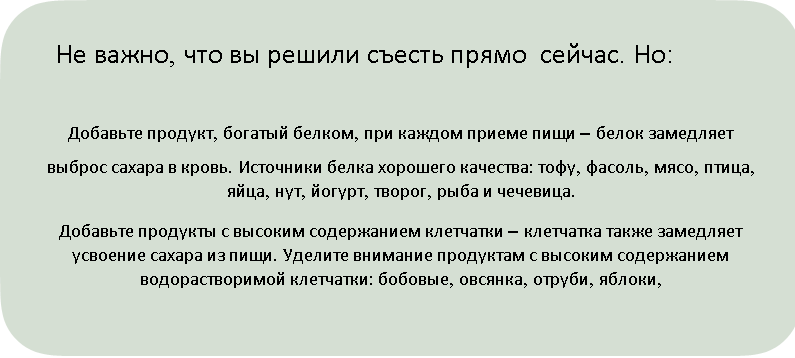 Не важно, что вы решили съесть прямо  сейчас. Но:
Добавьте продукт, богатый белком, при каждом приеме пищи – белок замедляет
выброс сахара в кровь. Источники белка хорошего качества: тофу, фасоль, мясо, птица,
яйца, нут, йогурт, творог, рыба и чечевица.
Добавьте продукты с высоким содержанием клетчатки – клетчатка также замедляет
усвоение сахара из пищи. Уделите внимание продуктам с высоким содержанием
водорастворимой клетчатки: бобовые, овсянка, отруби, яблоки,